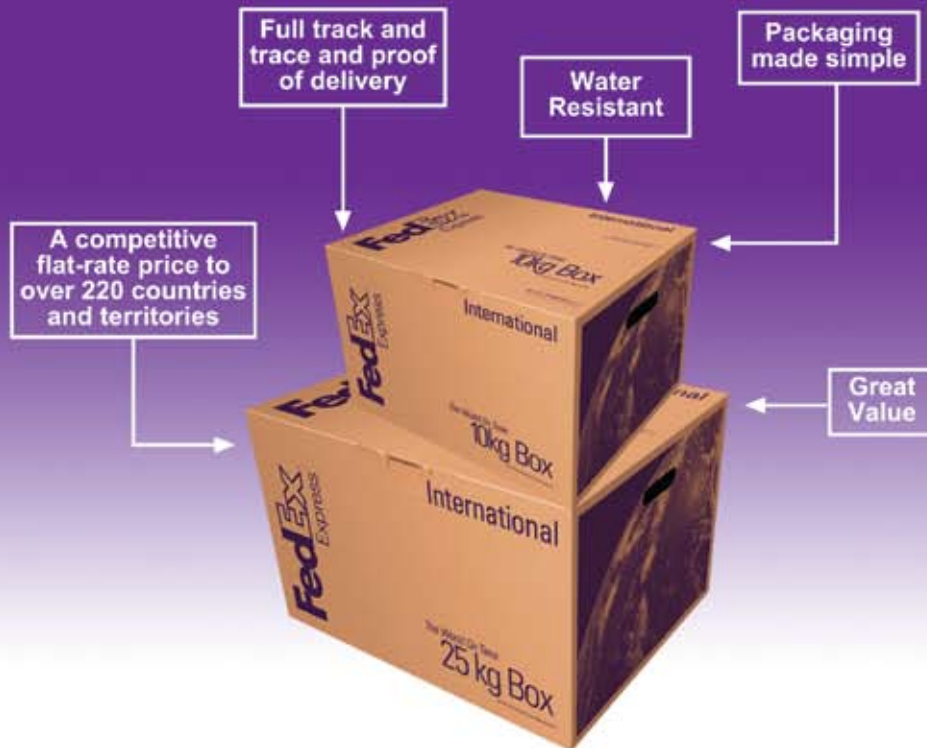 Full track and
trace and proof
of delivery
Water
Resistant
Packaging
made simple
A competitive
flat-rate price to
over 220 countries
and territories
Great
Value
FedEx
Express
International
10kg Box
FedEx
Express
International
10kg Box
FedEx
Express
International
25 kg Box